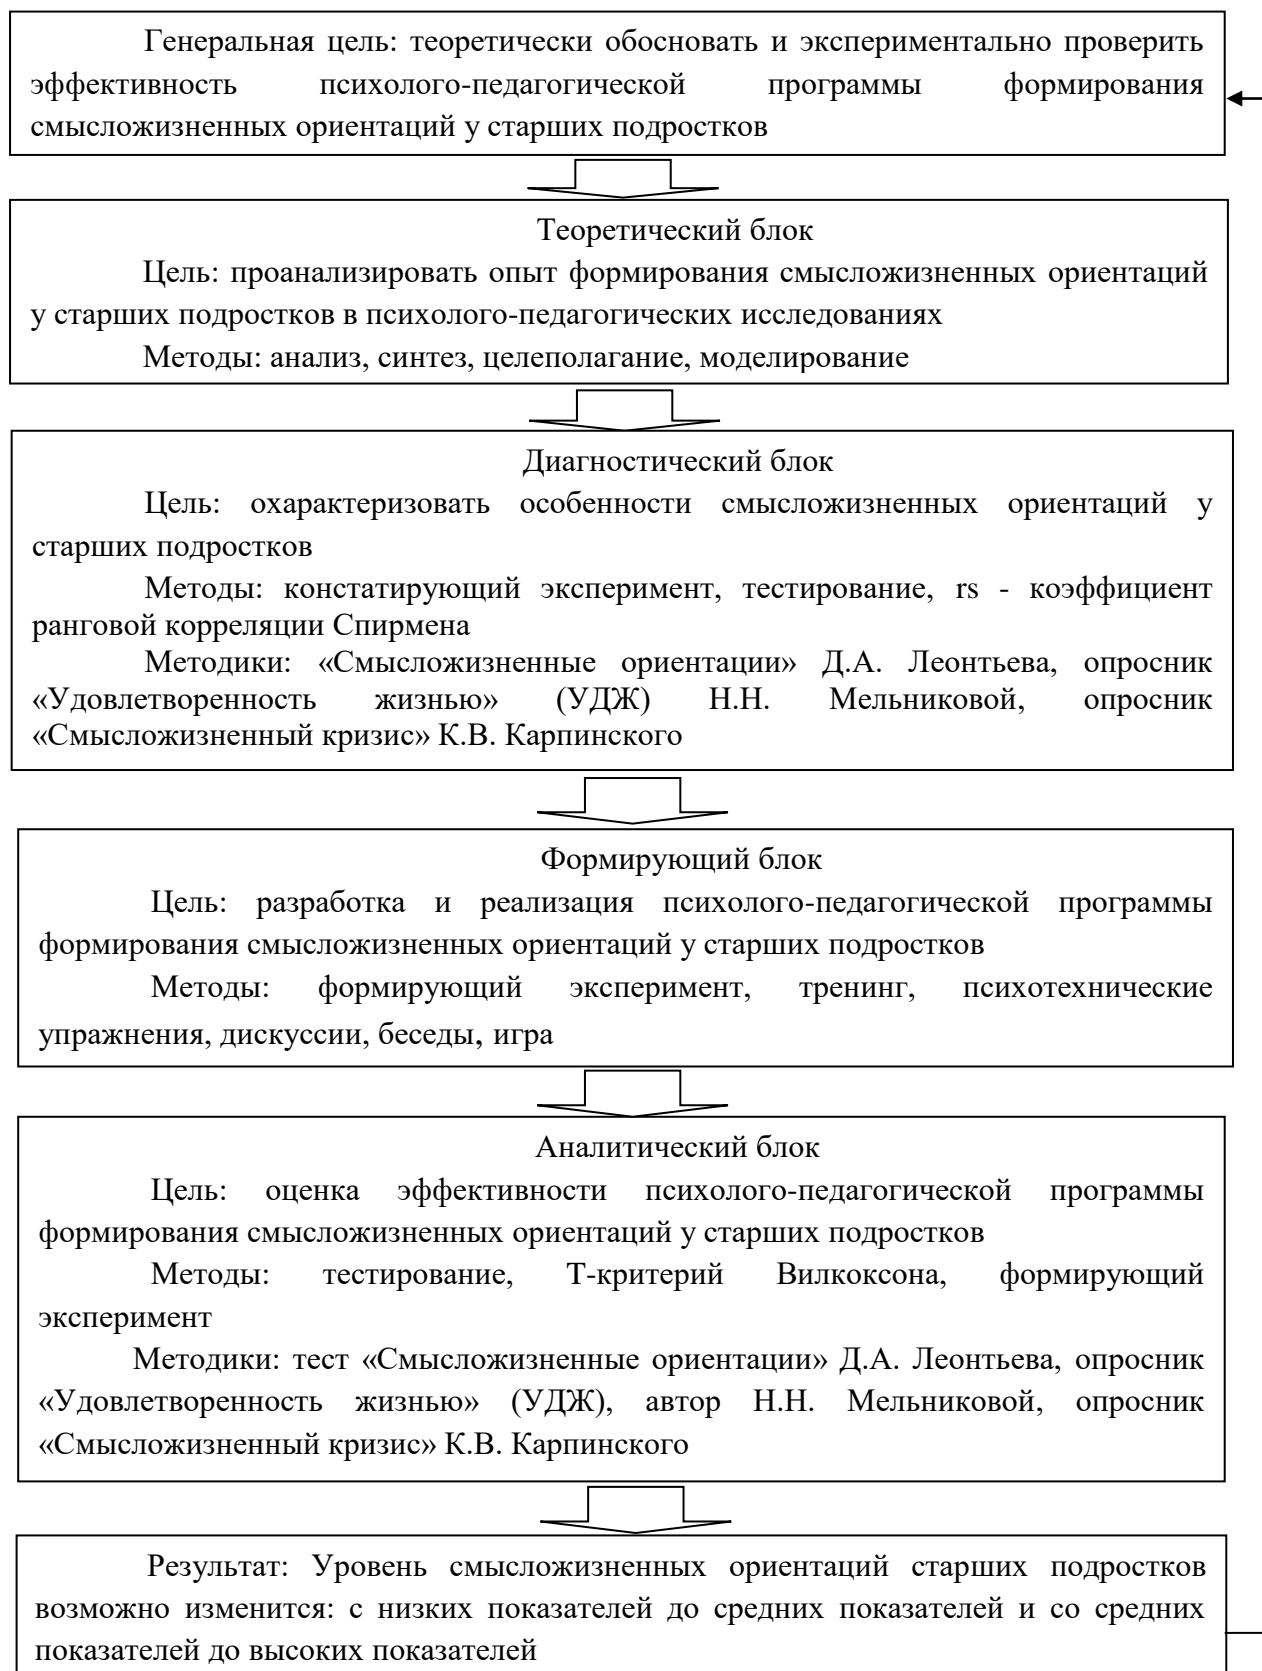 Генеральная цель: теоретически обосновать и экспериментально проверить
эффективность психолого-педагогической программы формирования
смысложизненных ориентаций у старших подростков
Теоретический блок
Цель: проанализировать опыт формирования смысложизненных ориентаций
у старших подростков в психолого-педагогических исследованиях
Методы: анализ, синтез, целеполагание, моделирование
Диагностический блок
Цель: охарактеризовать особенности смысложизненных ориентаций у
старших подростков
Методы: констатирующий эксперимент, тестирование, rs - коэффициент
ранговой корреляции Спирмена
Методики: «Смысложизненные ориентации» Д.А. Леонтьева, опросник
«Удовлетворенность жизнью» (УДЖ) Н.Н. Мельниковой, опросник
«Смысложизненный кризис» К.В. Карпинского
Формирующий блок
Цель: разработка и реализация психолого-педагогической программы
формирования смысложизненных ориентаций у старших подростков
Методы: формирующий эксперимент, тренинг, психотехнические
упражнения, дискуссии, беседы, игра
Аналитический блок
Цель: оценка эффективности психолого-педагогической программы
формирования смысложизненных ориентаций у старших подростков
Методы: тестирование, Т-критерий Вилкоксона, формирующий
эксперимент
Методики: тест «Смысложизненные ориентации» Д.А. Леонтьева, опросник
«Удовлетворенность жизнью» (УДЖ), автор Н.Н. Мельниковой, опросник
«Смысложизненный кризис» К.В. Карпинского
Результат: Уровень смысложизненных ориентаций старших подростков
возможно изменится: с низких показателей до средних показателей и со средних
показателей до высоких показателей